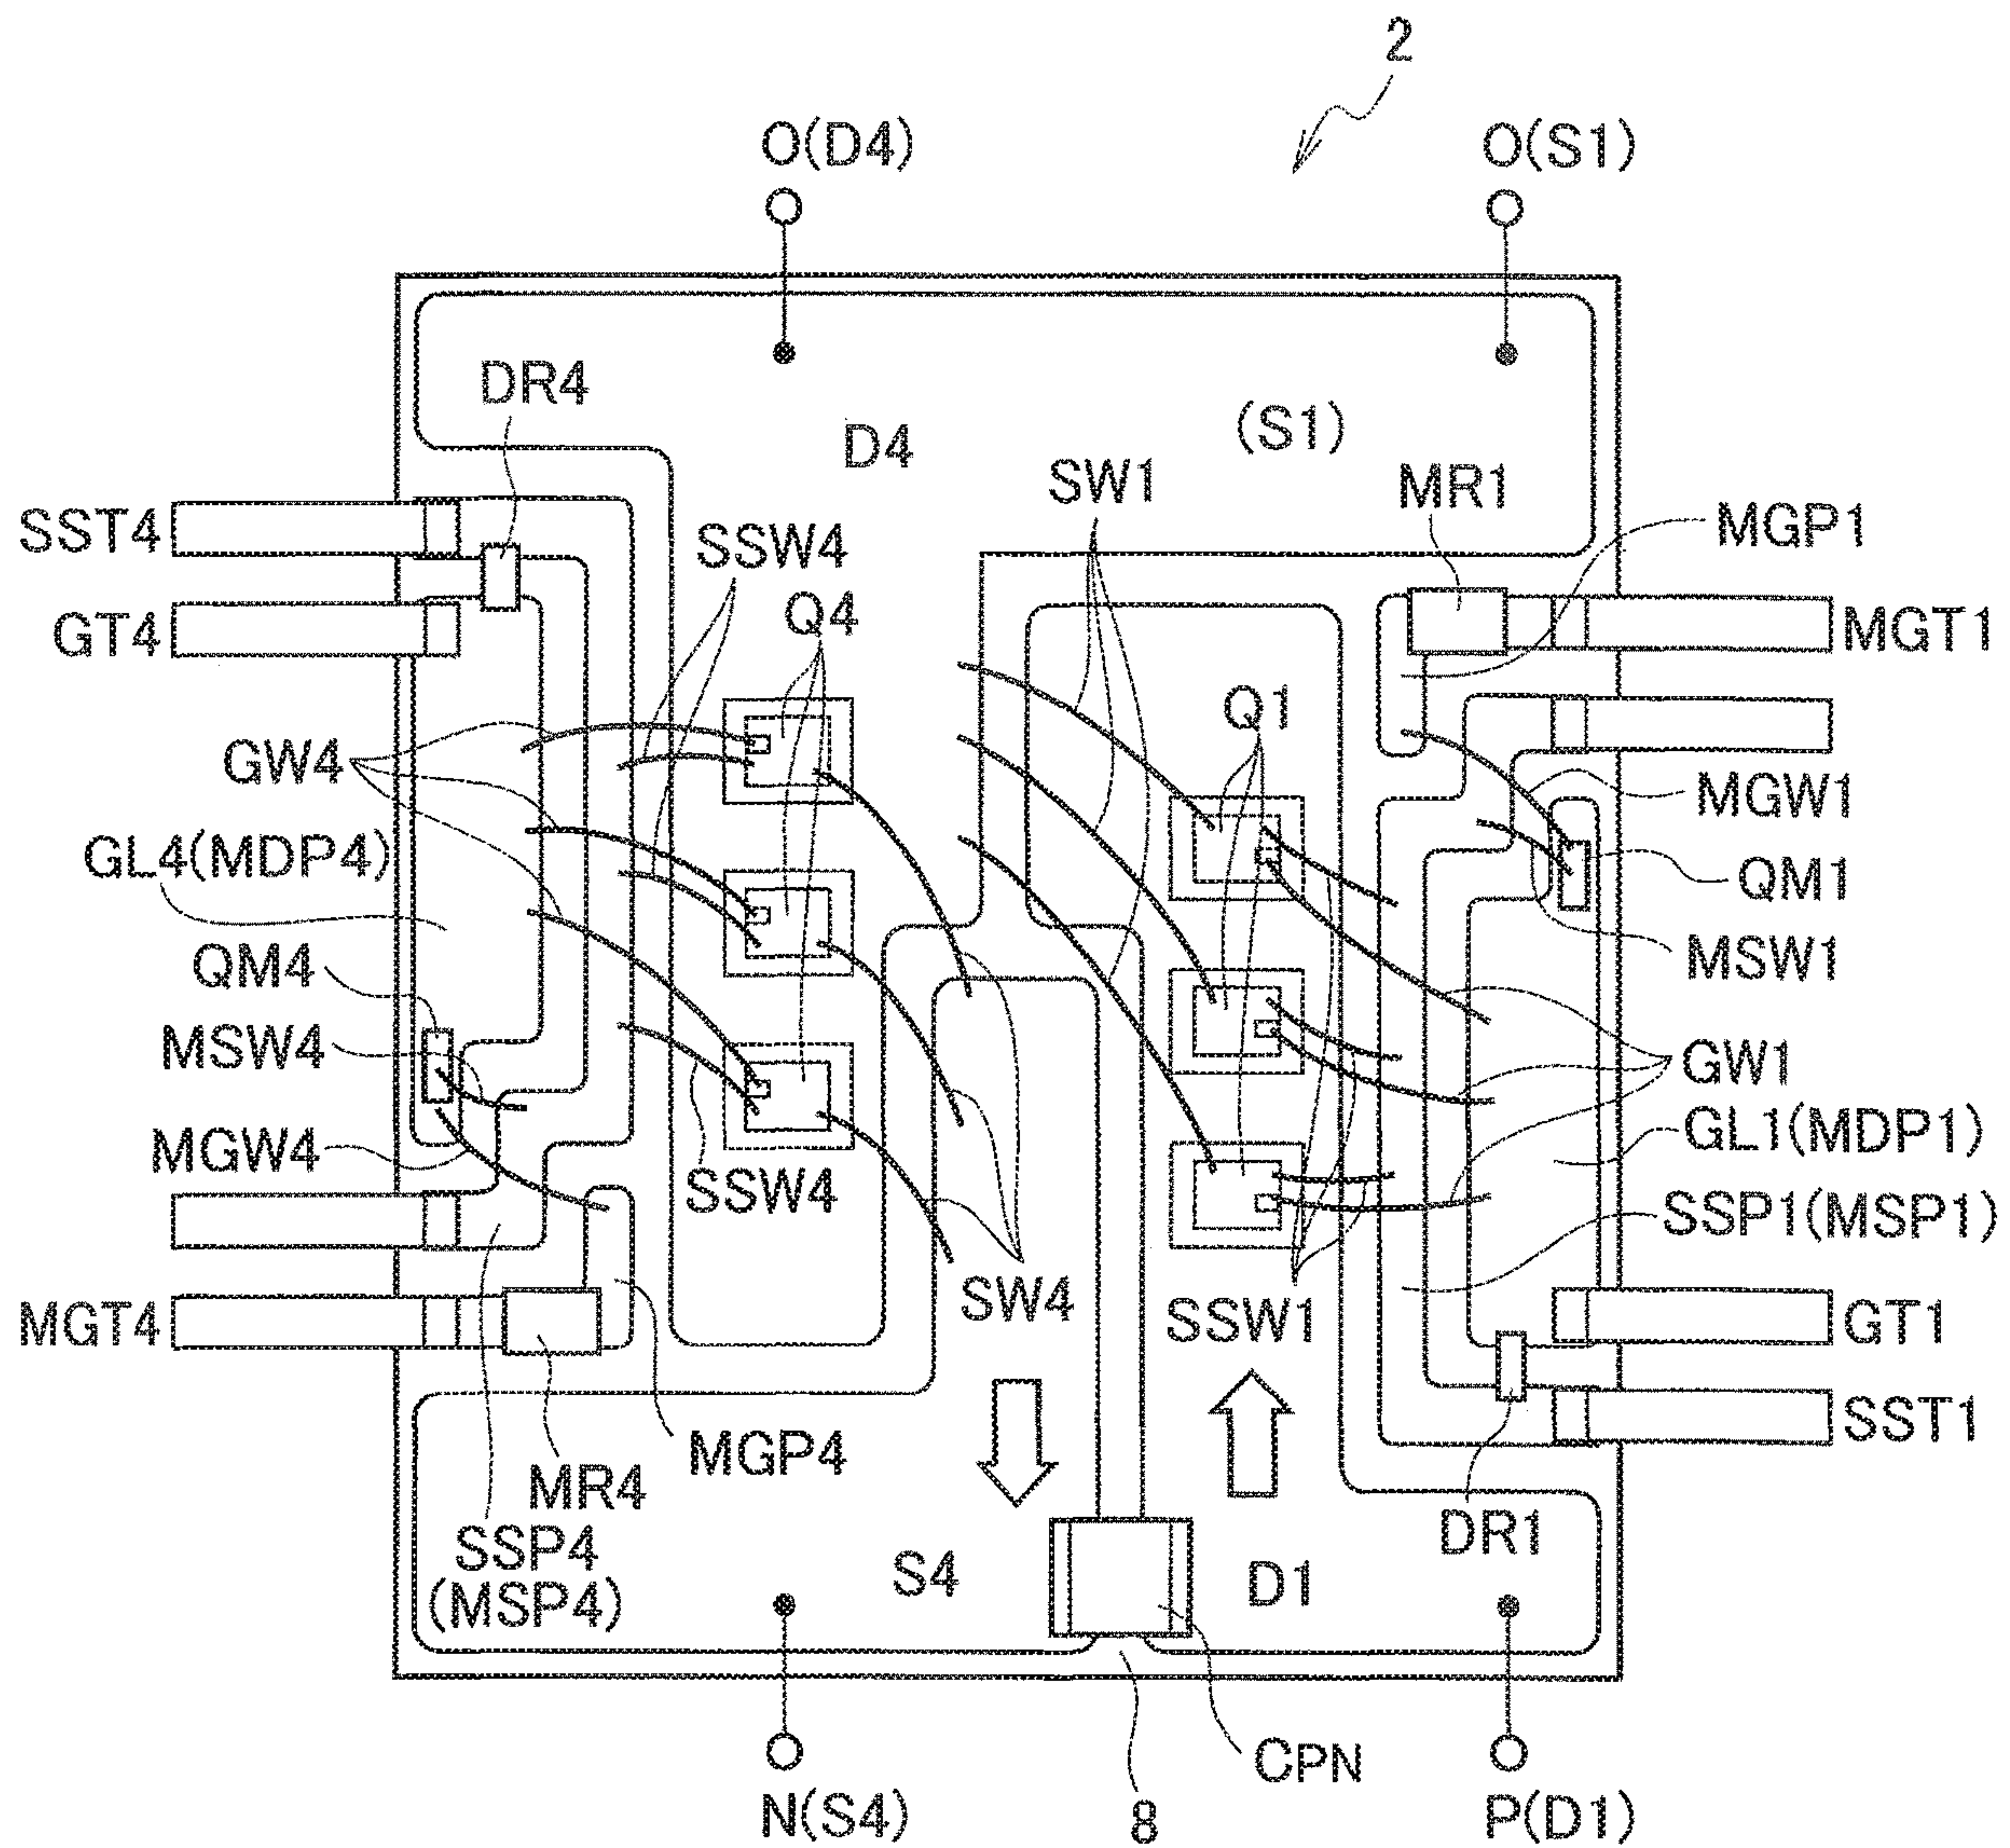 2
O(D4)
O(S1)
DR4
D4
(S1)
SW1
MR1
MGP1
SST4
SSW4
GT4
Q4
MGT1
Q1
GW4
MGW1
GL4(MDP4)
QM1
QM4
MSW1
MSW4
GW1
MGW4
GL1(MDP1)
SSW4
SSP1(MSP1)
SW4
SSW1
MGT4
GT1
MGP4
SST1
MR4
DR1
SSP4
(MSP4)
S4
D1
CPN
N(S4)
8
P(D1)